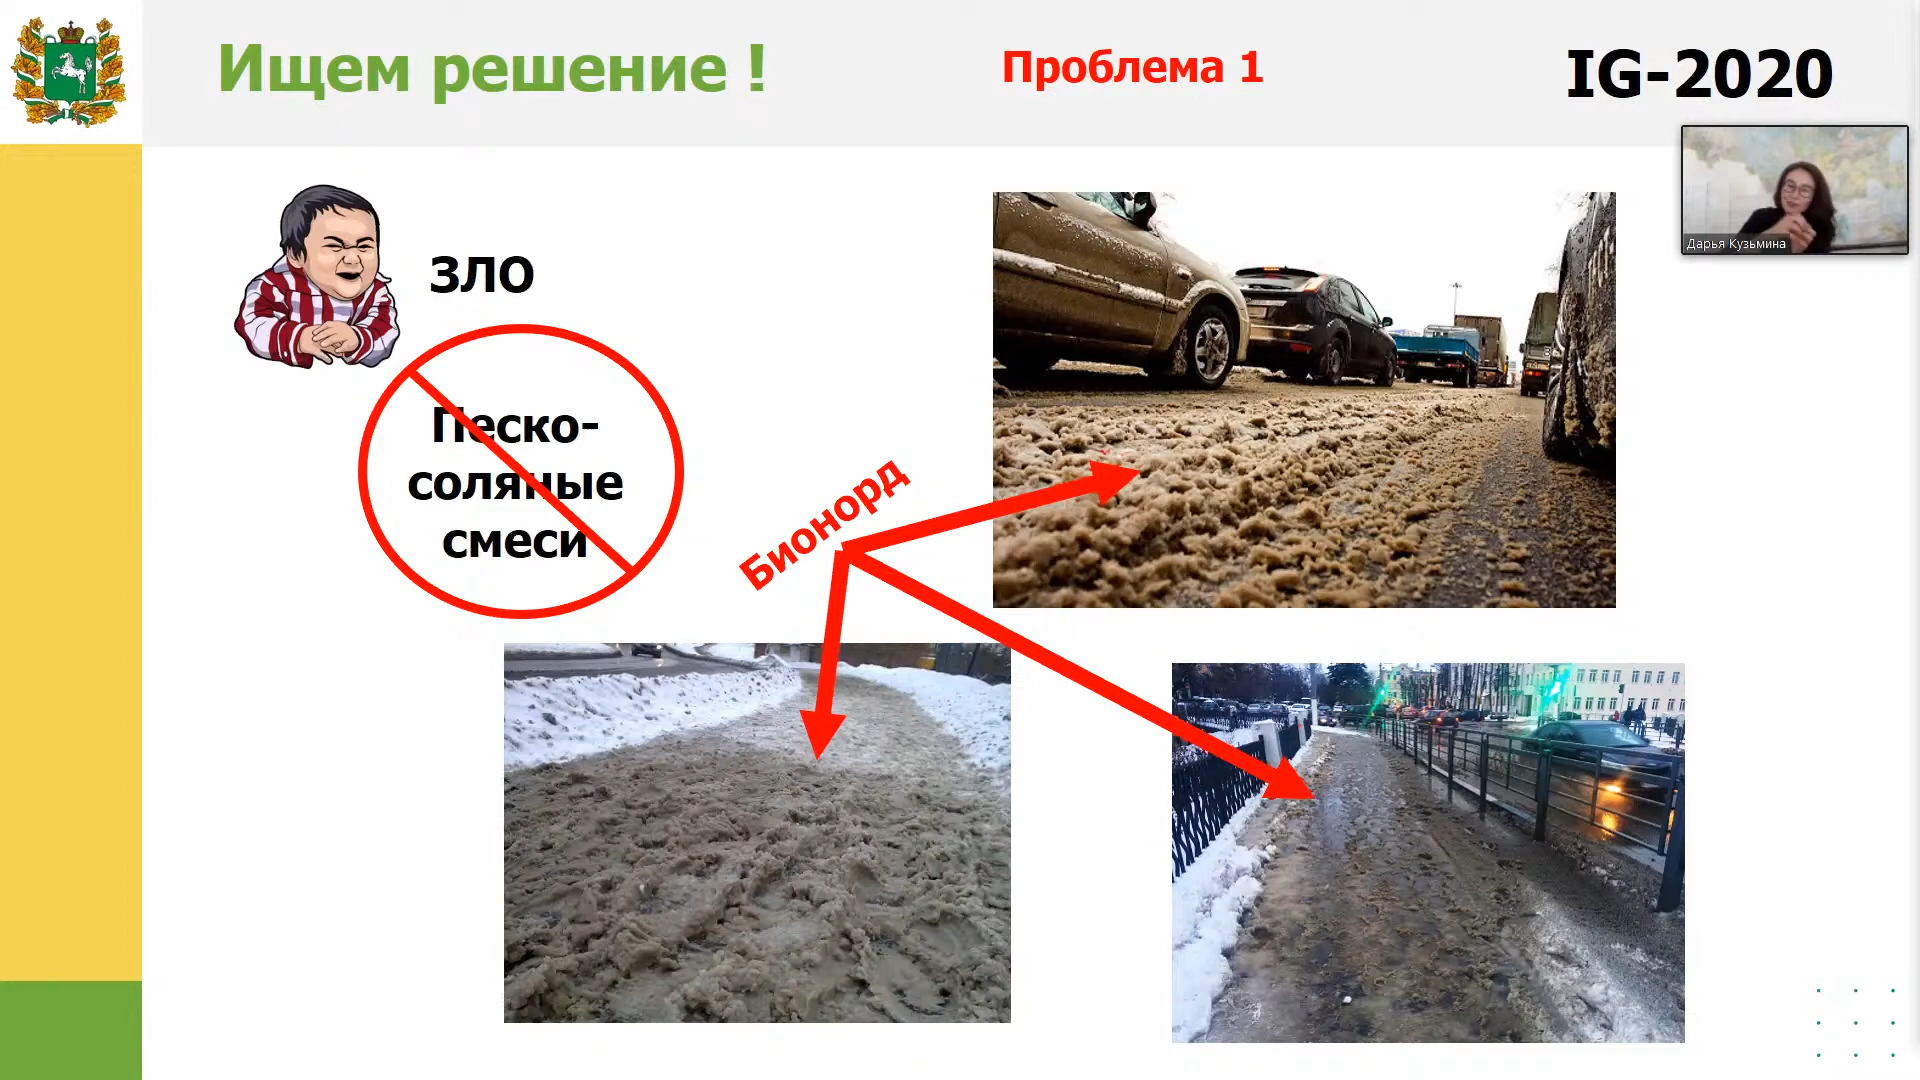 Ищем решение !
Проблема 1
IG-2020
Дарья Кузьмина
ЗЛО
Песко-
соляные
смеси
Бионорд